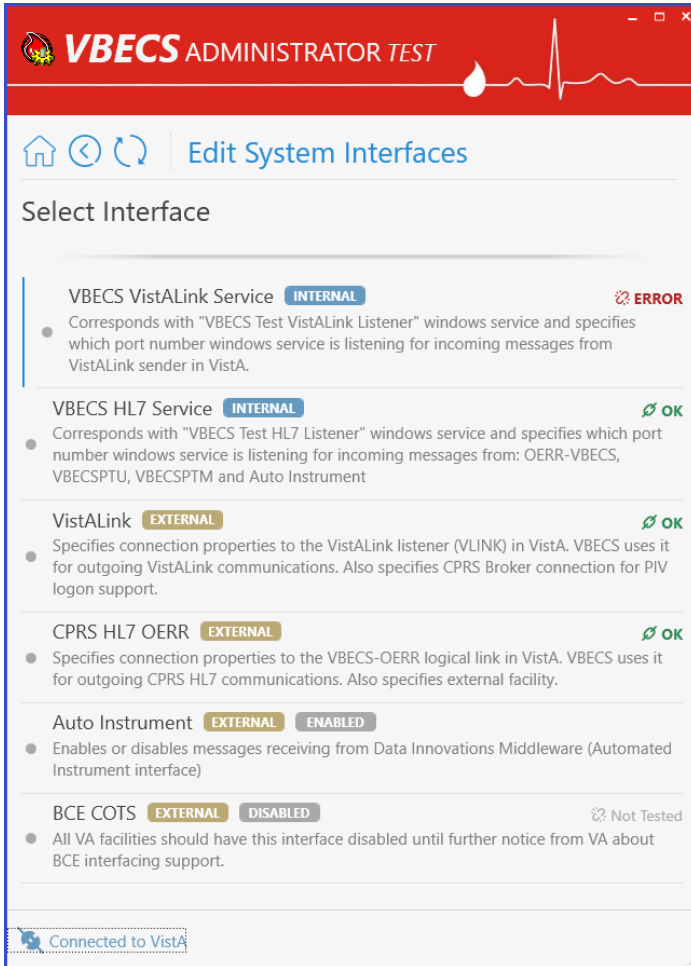 VBECS ADMINISTRATOR TEST
Edit System Interfaces
Select Interface
VBECS VistALink Service INTERNAL ERROR
Corresponds with "VBECS Test VistALink Listener" windows service and specifies
which port number windows service is listening for incoming messages from
VistALink sender in VistA.
VBECS HL7 Service INTERNAL OK
Corresponds with "VBECS Test HL7 Listener" windows service and specifies which port
number windows service is listening for incoming messages from: OERR-VBECS,
VBECSPTU, VBECSPTM and Auto Instrument
VistALink EXTERNAL OK
Specifies connection properties to the VistALink listener (VLINK) in VistA. VBECS uses it
for outgoing VistALink communications. Also specifies CPRS Broker connection for PIV
logon support.
CPRS HL7 OERR EXTERNAL OK
Specifies connection properties to the VBECS-OERR logical link in VistA. VBECS uses it
for outgoing CPRS HL7 communications. Also specifies external facility.
Auto Instrument EXTERNAL ENABLED
Enables or disables messages receiving from Data Innovations Middleware (Automated
Instrument interface)
BCE COTS EXTERNAL DISABLED Not Tested
All VA facilities should have this interface disabled until further notice from VA about
BCE interfacing support.
Connected to VistA